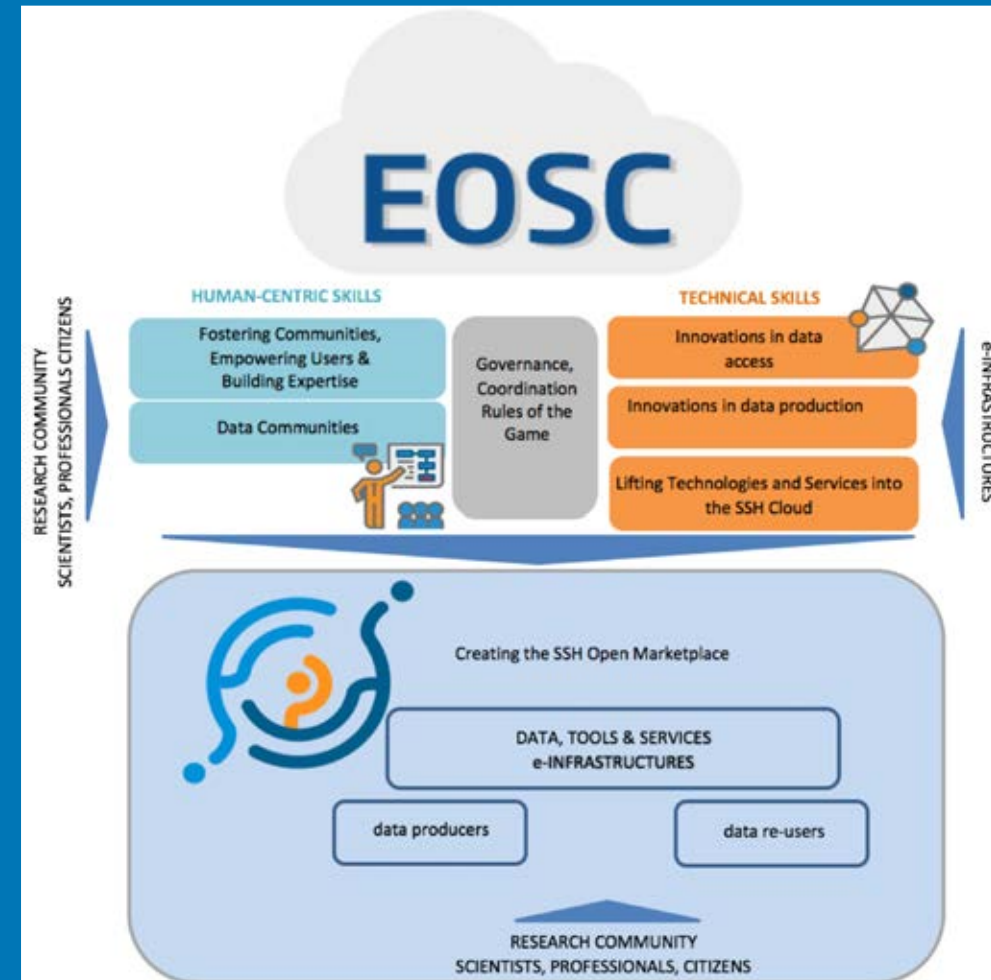 EOSC
HUMAN-CENTRIC SKILLS
TECHNICAL SKILLS
RESEARCH COMMUNITY
SCIENTISTS, PROFESSIONALS CITIZENS
Fostering Communities,
Empowering Users &
Building Expertise
Data Communities
Governance,
Coordination
Rules of the
Game
Innovations in data
access
Innovations in data production
Lifting Technologies and Services into
the SSH Cloud
e-INFRASTRUCTURES
Creating the SSH Open Marketplace
DATA, TOOLS & SERVICES
e-INFRASTRUCTURES
data producers
data re-users
RESEARCH COMMUNITY
SCIENTISTS, PROFESSIONALS, CITIZENS